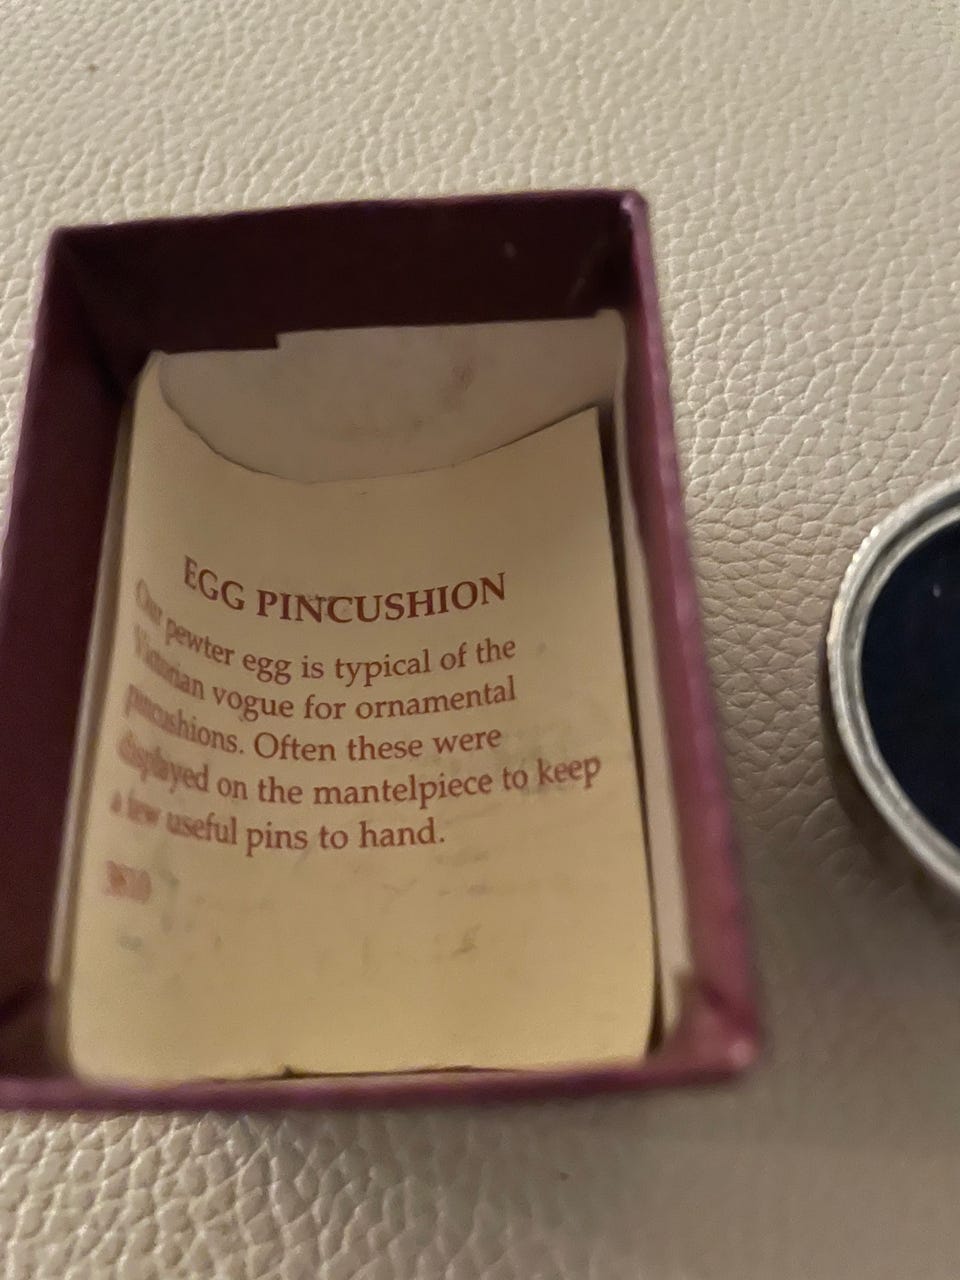 EGG PINCUSHION
Our pewter egg is typical of the
Victorian vogue for ornamental
pincushions. Often these were
displayed on the mantelpiece to keep
a few useful pins to hand.